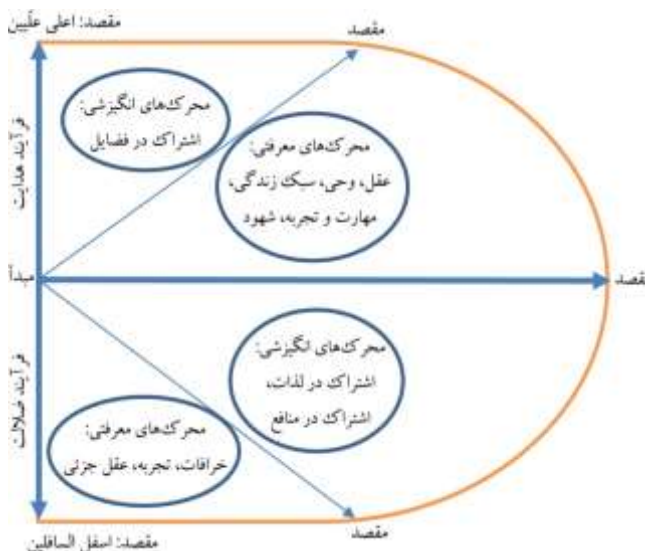 مقصد: اعلی علّیین
مقصد
فرآیند هدایت
محرک‌های انگیزشی:
اشتراک در فضایل
محرک‌های معرفتی:
عقل، وحی، سبک زندگی،
مهارت و تجربه، شهود
مبدأ
مقصد
فرآیند ضلالت
محرک‌های انگیزشی:
اشتراک در لذات،
اشتراک در منافع
محرک‌های معرفتی:
خرافات، تجربه، عقل جزئی
مقصد
مقصد: اسفل السافلین